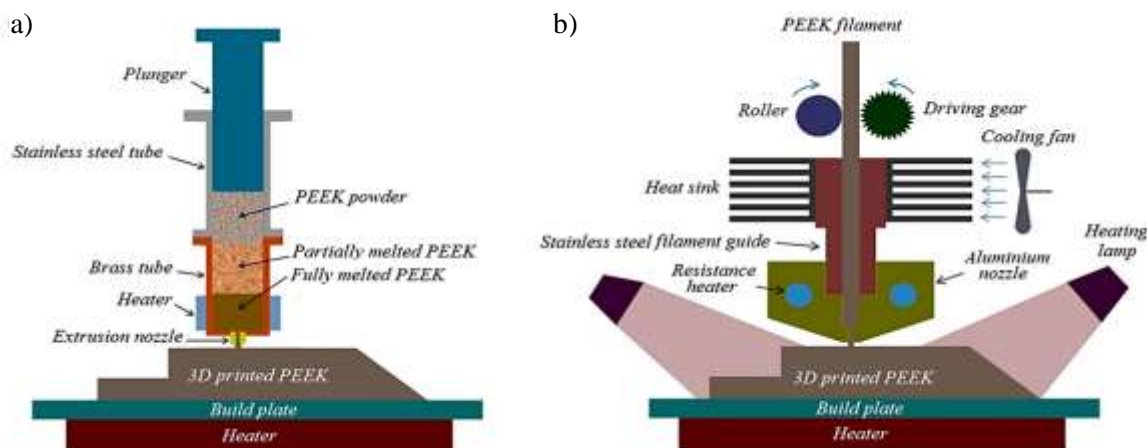 a)
Plunger
Stainless steel tube
PEEK powder
Partially melted PEEK
Brass tube
Fully melted PEEK
Heater
Extrusion nozzle
3D printed PEEK
Build plate
Heater
b)
PEEK filament
Roller
Driving gear
Cooling fan
Heat sink
Stainless steel filament guide
Heating
lamp
Resistance
heater
Aluminium
nozzle
3D printed PEEK
Build plate
Heater